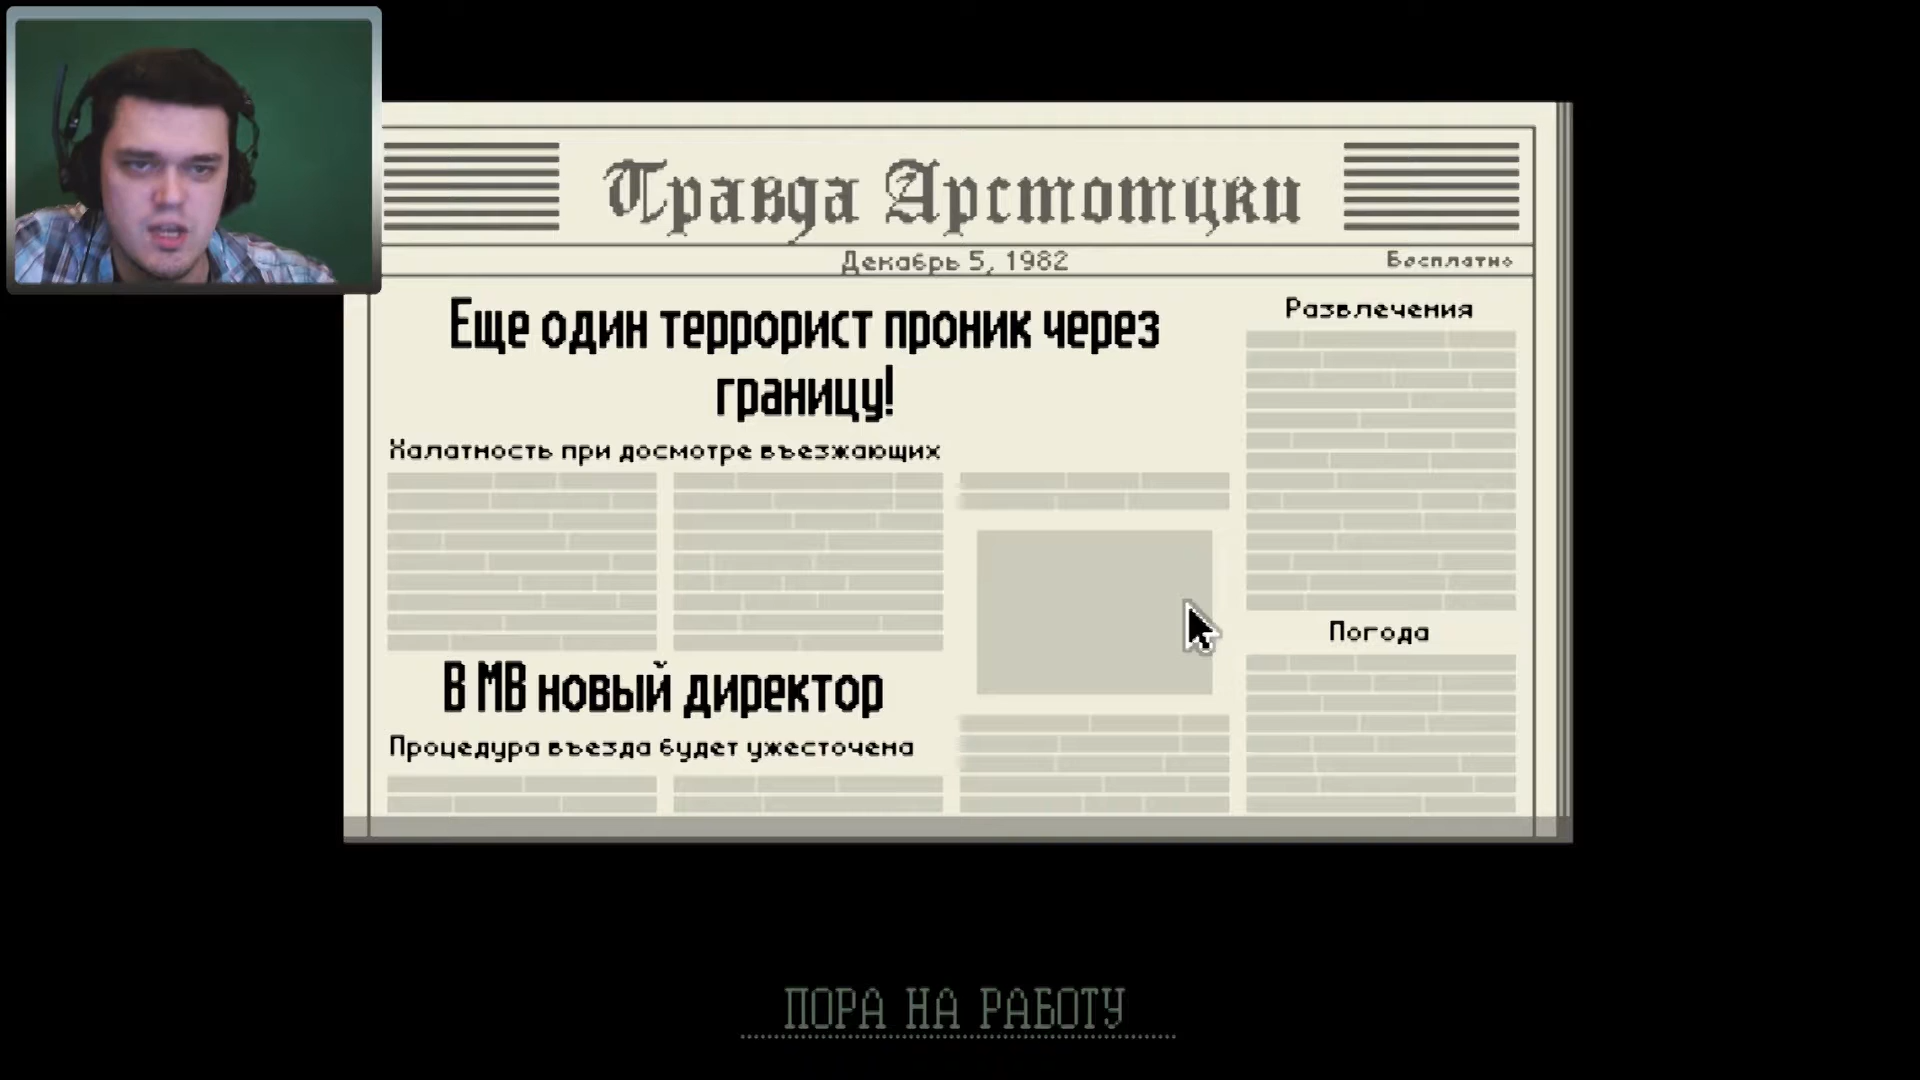 Правда Арстотцки
Декабрь 5, 1982
Бесплатно
Еще один террорист проник через
границу!
Халатность при досмотре въезжающих
В МВ новый директор
Процедура въезда будет ужесточена
Развлечения
Погода
ПОРА НА РАБОТУ